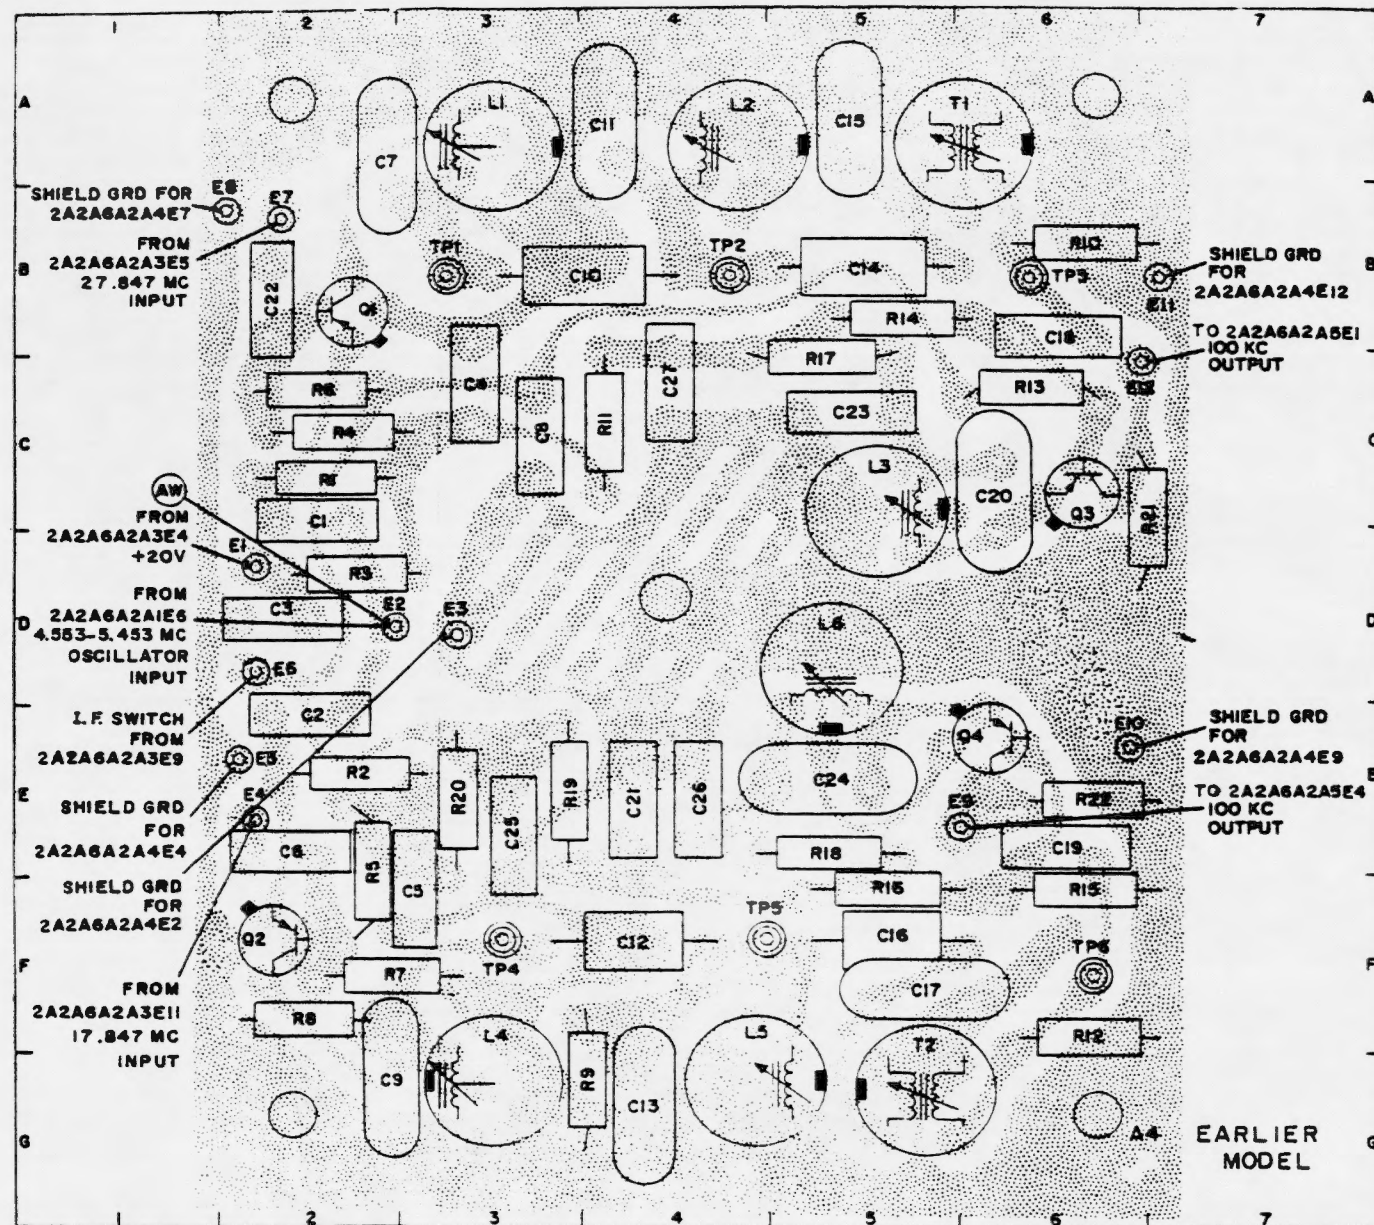 1 2 3 5 6 7
A A
L1 L2 T1
C7 C11 C15
SHIELD GRD FOR
2A2A6A2A4E7
E8 E7
FROM
2A2A6A2A3E5
27.847 MC
INPUT
B B
TP1 TP2 TP3
C22 Q1 C10 C14 R10
E11
SHIELD GRD
FOR
2A2A6A2A4E12
R14 C18
TO 2A2A6A2A5E1
100 KC
OUTPUT
E12
R17 R13
R6 C4 C8 R11 C27 C23
R4
C C
R1 L3 C20 Q3 R21
AW
C1
FROM
2A2A6A2A3E4
+20V
E1 R3
FROM
2A2A6A2A1E6
4.553-5.453 MC
OSCILLATOR
INPUT
C3 E2 E3
D D
L6
E6
C2
I.F. SWITCH
FROM
2A2A6A2A3E9
Q4 E10
SHIELD GRD
FOR
2A2A6A2A4E9
E5 R2 R20 R19 C21 C26 C24
E E
R22
TO 2A2A6A2A5E4
100 KC
OUTPUT
SHIELD GRD
FOR
2A2A6A2A4E4
E4 E9
C6 R5 C5 C25 R18 C19
SHIELD GRD
FOR
2A2A6A2A4E2
R16 R15
Q2 TP4 C12 TP5 C16 TP6
F F
R7 C17
FROM
2A2A6A2A3E11
17.847 MC
INPUT
R8 L4 L5 T2 R12
C9 R9 C13
G G
A4
EARLIER
MODEL
2 3 5 6 7